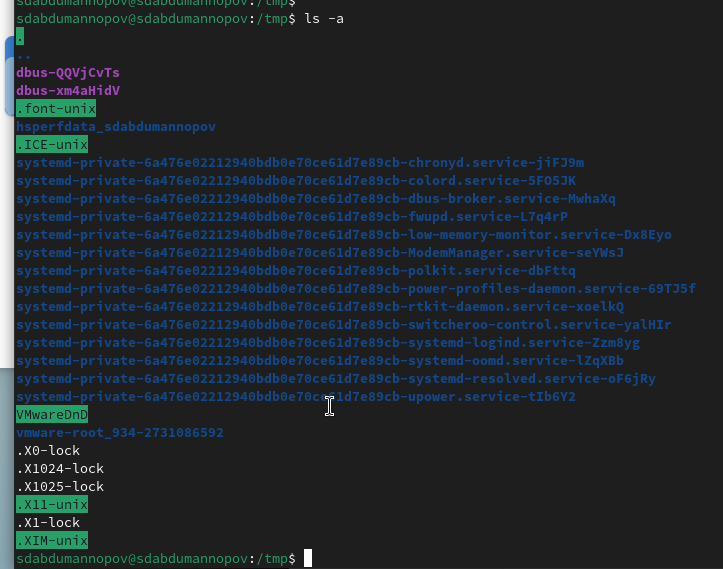 sdabdumannopov@sdabdumannopov:/tmp$
sdabdumannopov@sdabdumannopov:/tmp$ ls -a
.
..
dbus-QQVjCvTs
dbus-xm4aHidV
.font-unix
hsperfdata_sdabdumannopov
.ICE-unix
systemd-private-6a476e02212940bdb0e70ce61d7e89cb-chronyd.service-jiFJ9m
systemd-private-6a476e02212940bdb0e70ce61d7e89cb-colord.service-5FO5JK
systemd-private-6a476e02212940bdb0e70ce61d7e89cb-dbus-broker.service-MwhaXq
systemd-private-6a476e02212940bdb0e70ce61d7e89cb-fwupd.service-L7q4rP
systemd-private-6a476e02212940bdb0e70ce61d7e89cb-low-memory-monitor.service-Dx8Eyo
systemd-private-6a476e02212940bdb0e70ce61d7e89cb-ModemManager.service-seYWsJ
systemd-private-6a476e02212940bdb0e70ce61d7e89cb-polkit.service-dbFttq
systemd-private-6a476e02212940bdb0e70ce61d7e89cb-power-profiles-daemon.service-69TJ5f
systemd-private-6a476e02212940bdb0e70ce61d7e89cb-rtkit-daemon.service-xoelkQ
systemd-private-6a476e02212940bdb0e70ce61d7e89cb-switcheroo-control.service-yalHIr
systemd-private-6a476e02212940bdb0e70ce61d7e89cb-systemd-logind.service-Zzm8yg
systemd-private-6a476e02212940bdb0e70ce61d7e89cb-systemd-oomd.service-lZqXBb
systemd-private-6a476e02212940bdb0e70ce61d7e89cb-systemd-resolved.service-oF6jRy
systemd-private-6a476e02212940bdb0e70ce61d7e89cb-upower.service-tIb6Y2
VMwareDnD
vmware-root_934-2731086592
.X0-lock
.X1024-lock
.X1025-lock
.X11-unix
.X1-lock
.XIM-unix
sdabdumannopov@sdabdumannopov:/tmp$